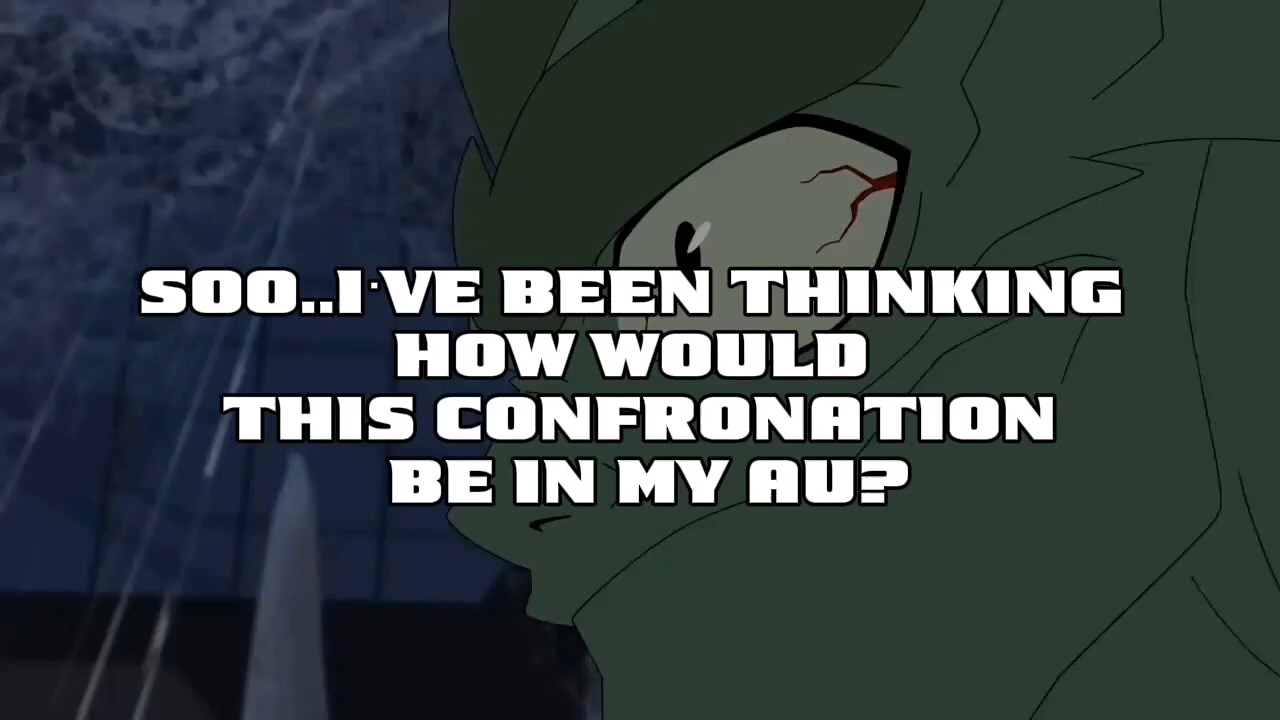 SOO..I'VE BEEN THINKING
HOW WOULD
THIS CONFRONATION
BE IN MY AU?